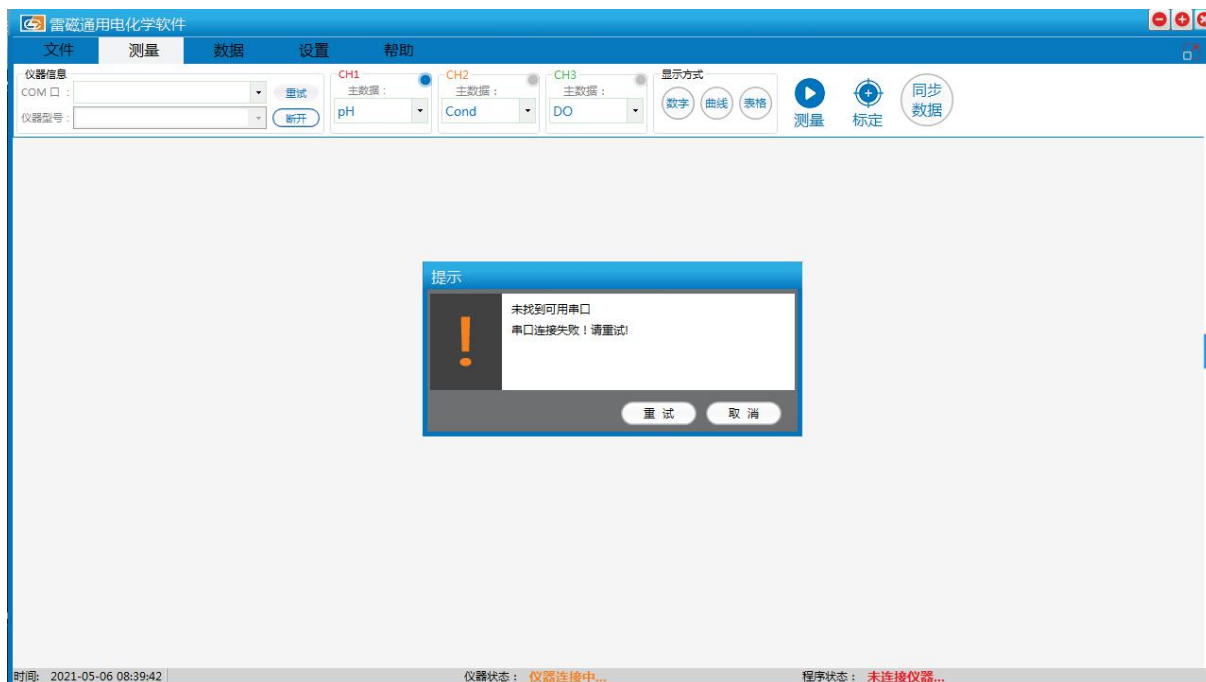 雷磁通用电化学软件
文件 测量 数据 设置 帮助
仪器信息
COM 口 :
重试
仪器型号 :
断开
CH1
主数据 :
pH
CH2
主数据 :
Cond
CH3
主数据 :
DO
显示方式
数字 曲线 表格
测量
标定
同步
数据
提示
未找到可用串口
串口连接失败！请重试!
重 试
取 消
时间: 2021-05-06 08:39:42
仪器状态 : 仪器连接中...
程序状态 : 未连接仪器...